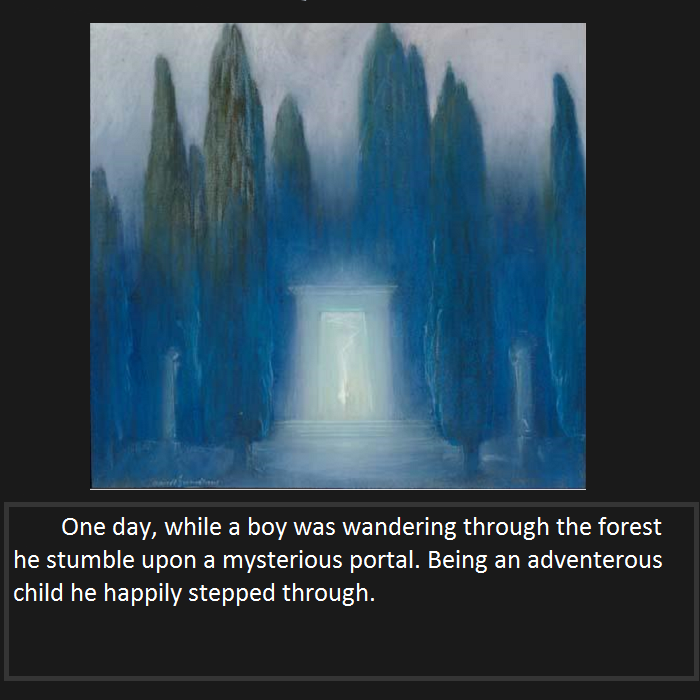 One day, while a boy was wandering through the forest
he stumble upon a mysterious portal. Being an adventerous
child he happily stepped through.